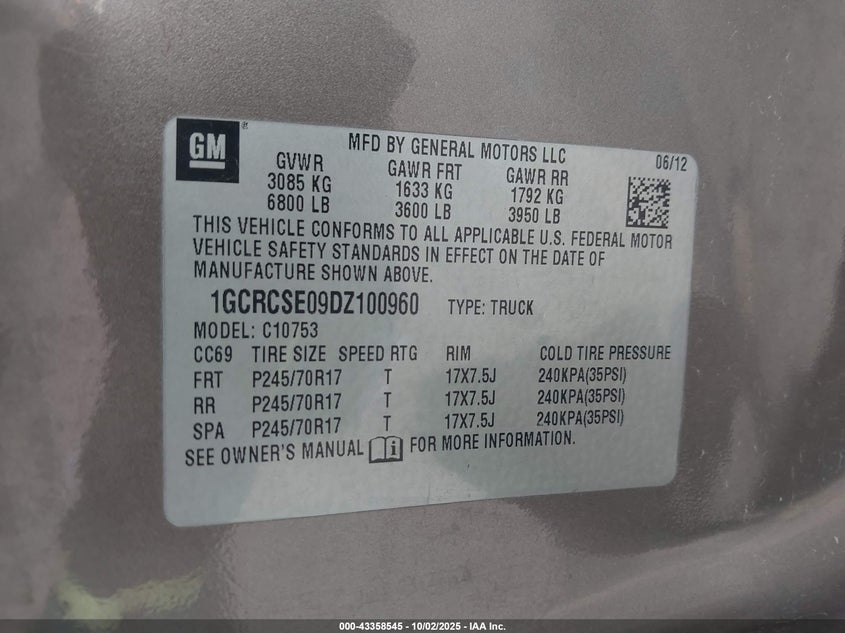 GM
MFD BY GENERAL MOTORS LLC 06/12
GVWR GAWR FRT GAWR RR
3085 KG 1633 KG 1792 KG
6800 LB 3600 LB 3950 LB
THIS VEHICLE CONFORMS TO ALL APPLICABLE U.S. FEDERAL MOTOR
VEHICLE SAFETY STANDARDS IN EFFECT ON THE DATE OF
MANUFACTURE SHOWN ABOVE.
1GCRCSE09DZ100960 TYPE: TRUCK
MODEL: C10753
CC69 TIRE SIZE SPEED RTG RIM COLD TIRE PRESSURE
FRT P245/70R17 T 17X7.5J 240KPA(35PSI)
RR P245/70R17 T 17X7.5J 240KPA(35PSI)
SPA P245/70R17 T 17X7.5J 240KPA(35PSI)
SEE OWNER'S MANUAL FOR MORE INFORMATION.
000-43358545 - 10/02/2025 - IAA Inc.